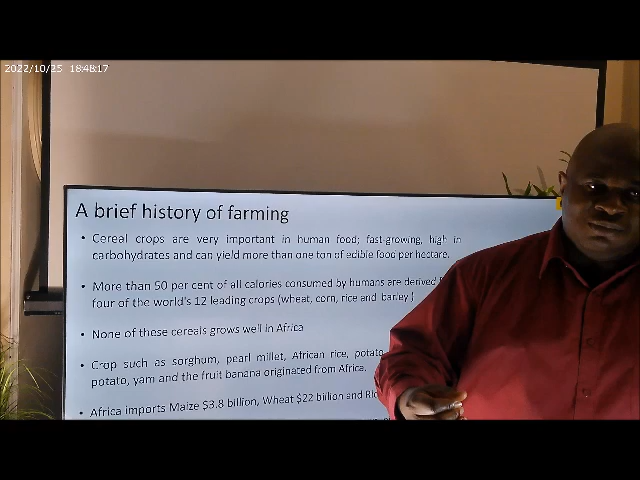 2022/10/25 18:48:17
A brief history of farming
• Cereal crops are very important in human food; fast-growing, high in
carbohydrates and can yield more than one ton of edible food per hectare.
• More than 50 per cent of all calories consumed by humans are derived
four of the world's 12 leading crops (wheat, corn, rice and barley)
• None of these cereals grows well in Africa
• Crop such as sorghum, pearl millet, African rice, potato
potato, yam and the fruit banana originated from Africa.
• Africa imports Maize $3.8 billion, Wheat $22 billion and